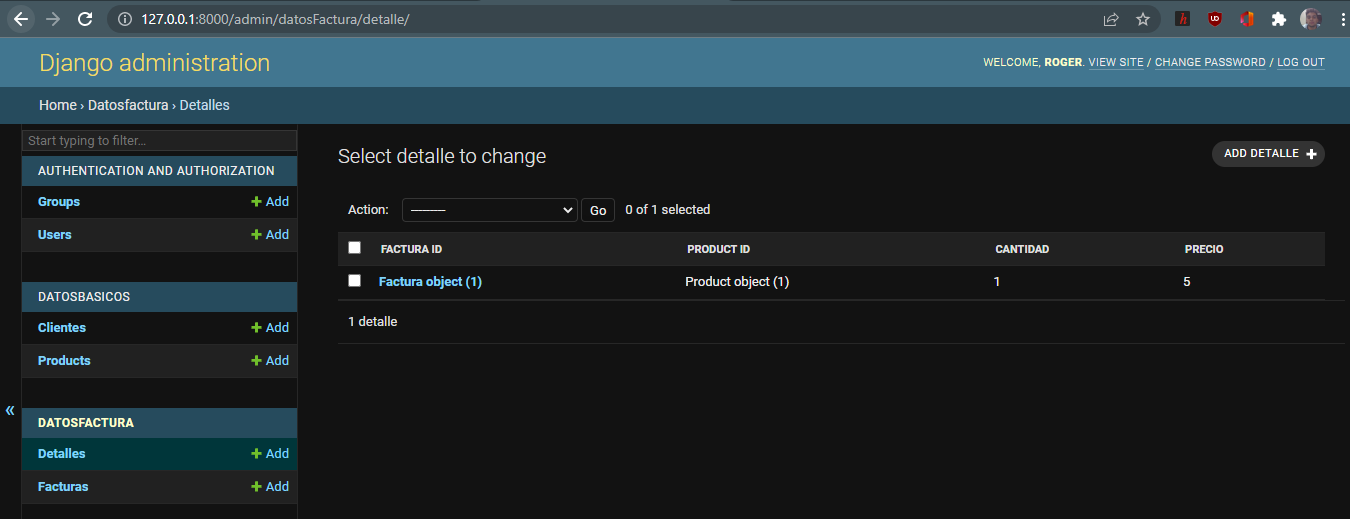 127.0.0.1:8000/admin/datosFactura/detalle/
Django administration
WELCOME, ROGER. VIEW SITE / CHANGE PASSWORD / LOG OUT
Home › Datosfactura › Detalles
Start typing to filter...
AUTHENTICATION AND AUTHORIZATION
Groups + Add
Users + Add
DATOSBASICOS
Clientes + Add
Products + Add
«
DATOSFACTURA
Detalles + Add
Facturas + Add
Select detalle to change
ADD DETALLE +
Action: --------- Go 0 of 1 selected
FACTURA ID PRODUCT ID CANTIDAD PRECIO
Factura object (1) Product object (1) 1 5
1 detalle